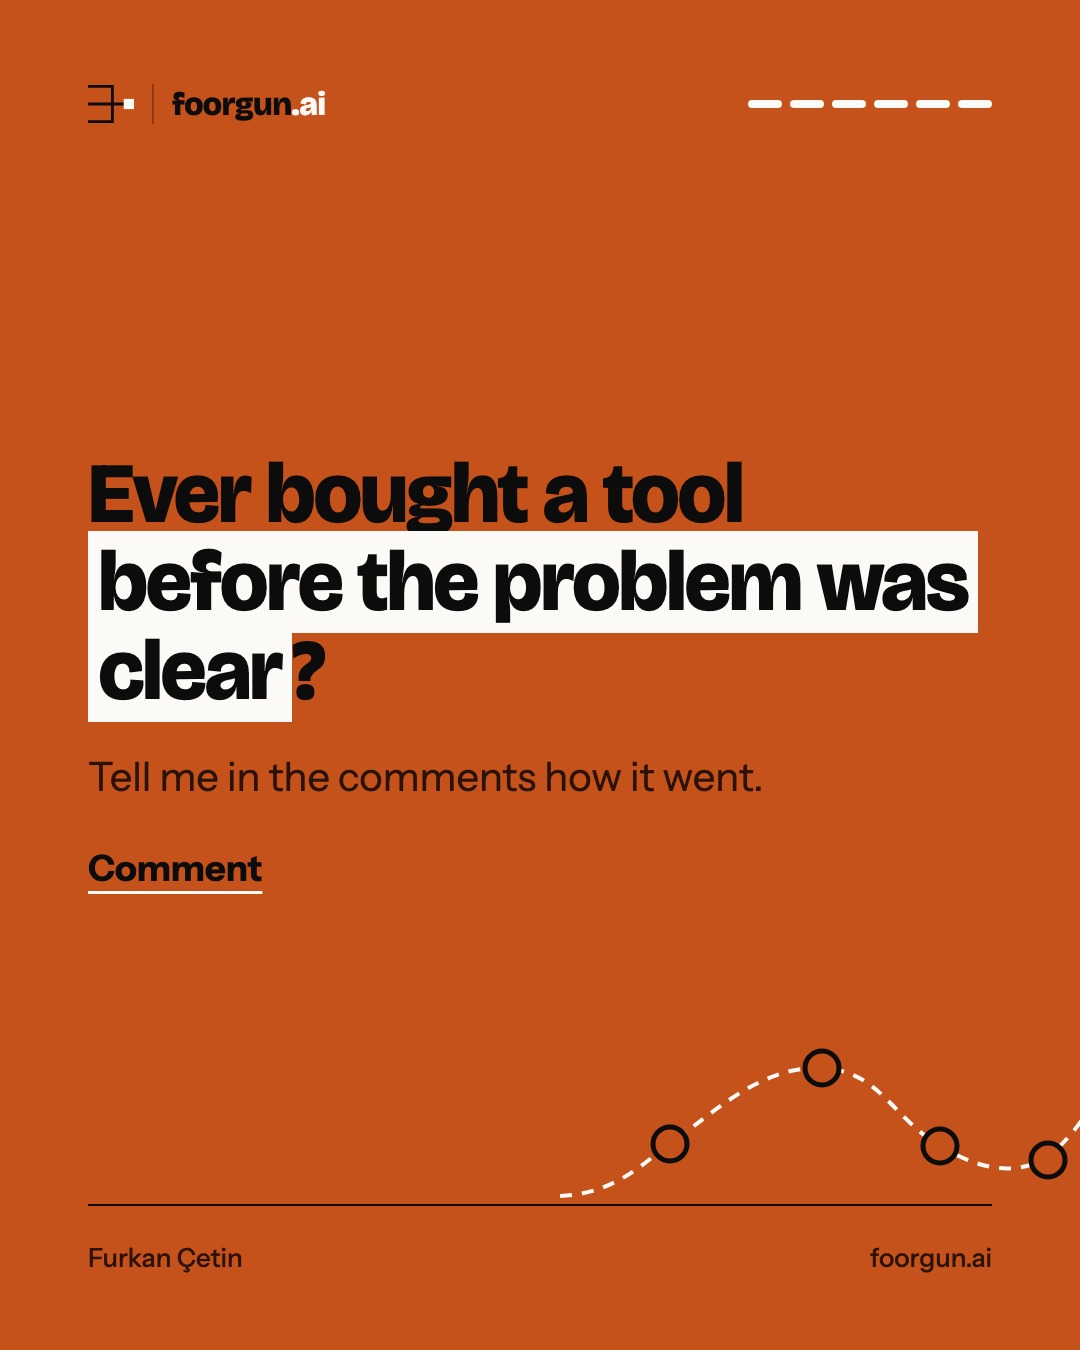 foorgun.ai
Ever bought a tool
before the problem was
clear?
Tell me in the comments how it went.
Comment
Furkan Çetin
foorgun.ai